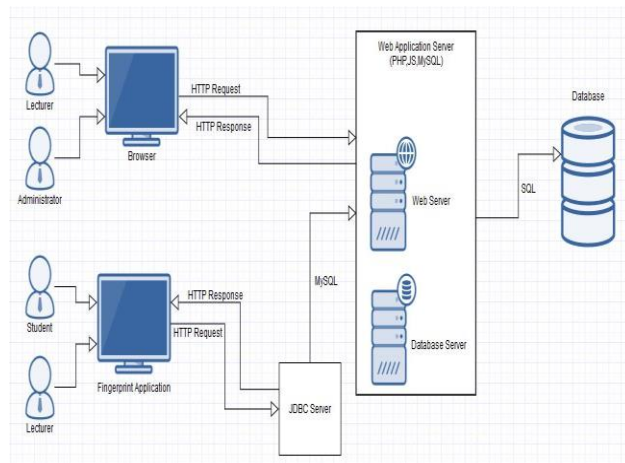 Lecturer
Administrator
Browser
HTTP Request
HTTP Response
Web Application Server
(PHP,JS,MySQL)
Web Server
Database Server
SQL
Database
Student
Lecturer
Fingerprint Application
HTTP Response
HTTP Request
JDBC Server
MySQL